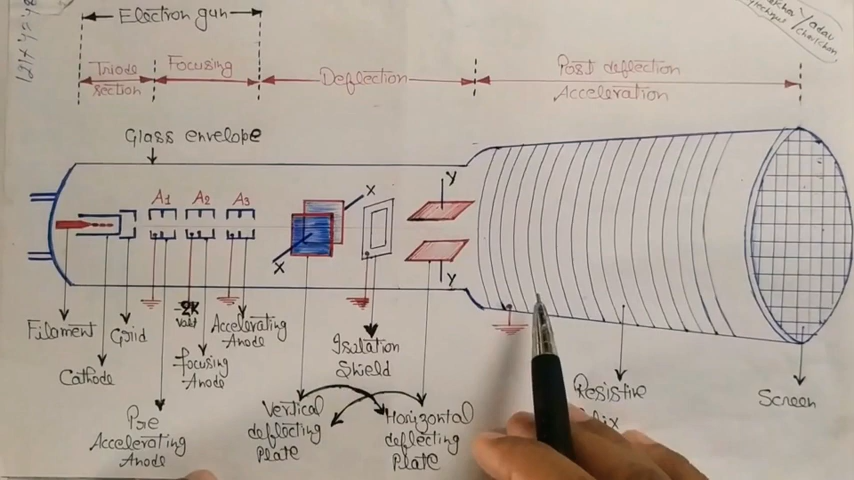 Yadav
Electron gun
Triode
section
Focusing
Deflection
Post deflection
Acceleration
Glass envelope
A1
A2
A3
X
X
Y
Y
-2K
Volt
Filament
Cathode
Grid
Pre
Accelerating
Anode
Focusing
Anode
Accelerating
Anode
Isolation
Shield
Vertical
deflecting
Plate
Horizontal
deflecting
Plate
Resistive
Screen